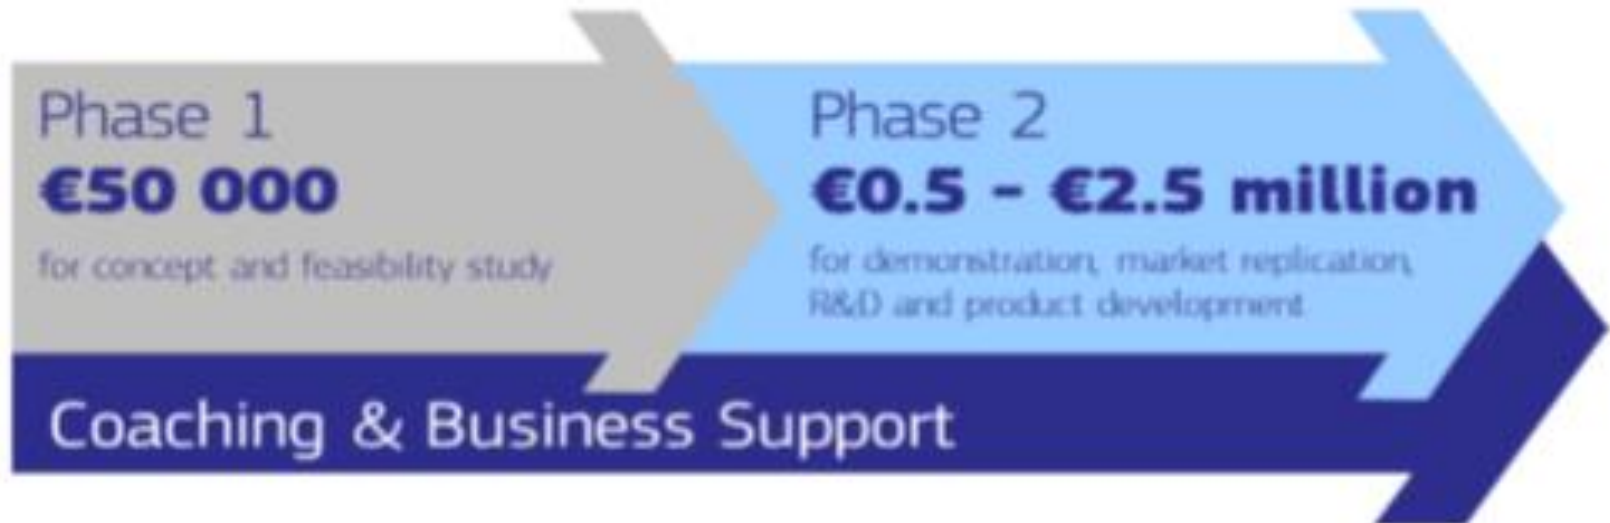 Phase 1
€50 000
for concept and feasibility study
Phase 2
€0.5 - €2.5 million
for demonstration, market replication,
R&D and product development
Coaching & Business Support